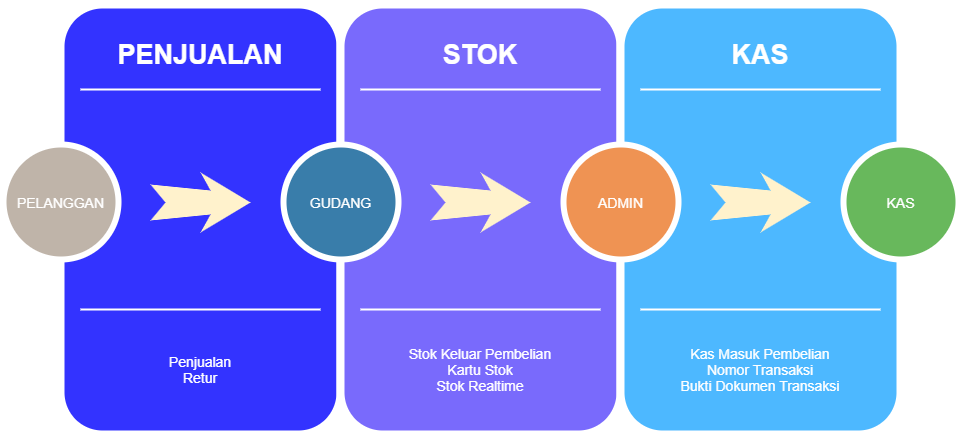 PENJUALAN
STOK
KAS
PELANGGAN
GUDANG
ADMIN
KAS
Penjualan
Retur
Stok Keluar Pembelian
Kartu Stok
Stok Realtime
Kas Masuk Pembelian
Nomor Transaksi
Bukti Dokumen Transaksi